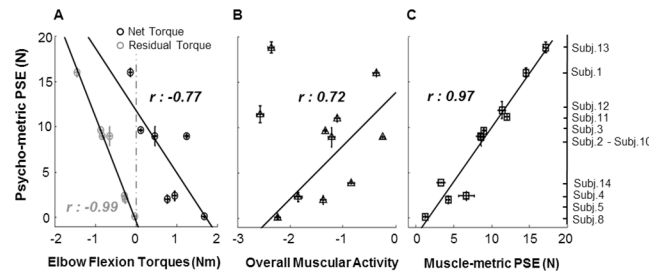 A
B
C
Net Torque
Residual Torque
Psycho-metric PSE (N)
20
15
10
5
0
r : -0.77
r : -0.99
-2 -1 0 1 2
Elbow Flexion Torques (Nm)
r : 0.72
-3 -2 -1 0
Overall Muscular Activity
r : 0.97
0 5 10 15 20
Muscle-metric PSE (N)
Subj.13
Subj.1
Subj.12
Subj.11
Subj.3
Subj.2 - Subj.10
Subj.14
Subj.4
Subj.5
Subj.8